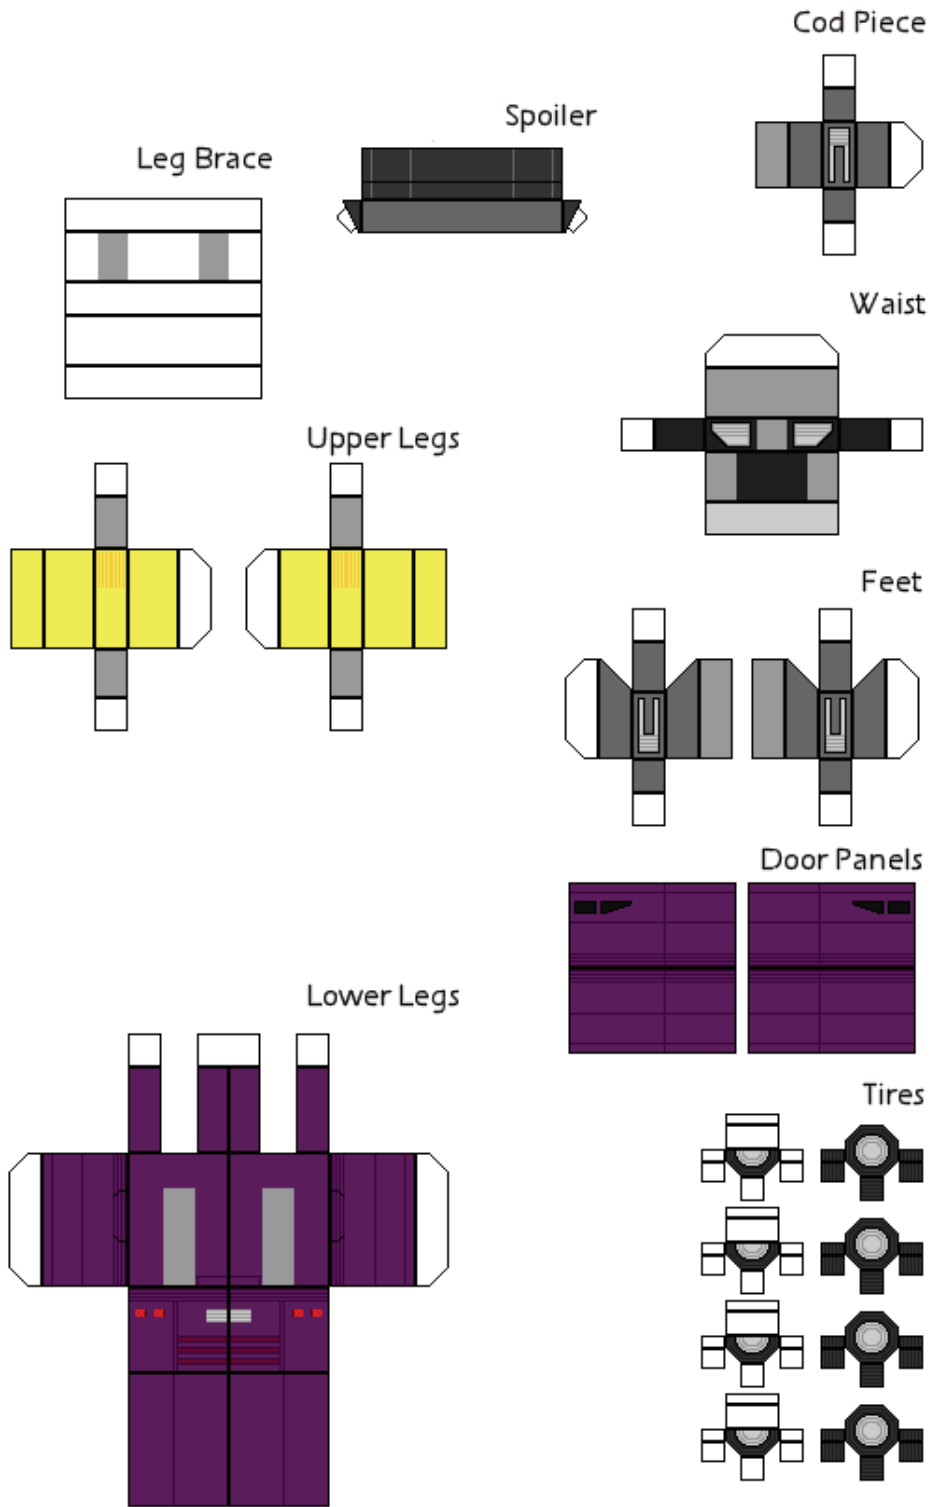 Cod Piece
Spoiler
Leg Brace
Waist
Upper Legs
Feet
Door Panels
Lower Legs
Tires